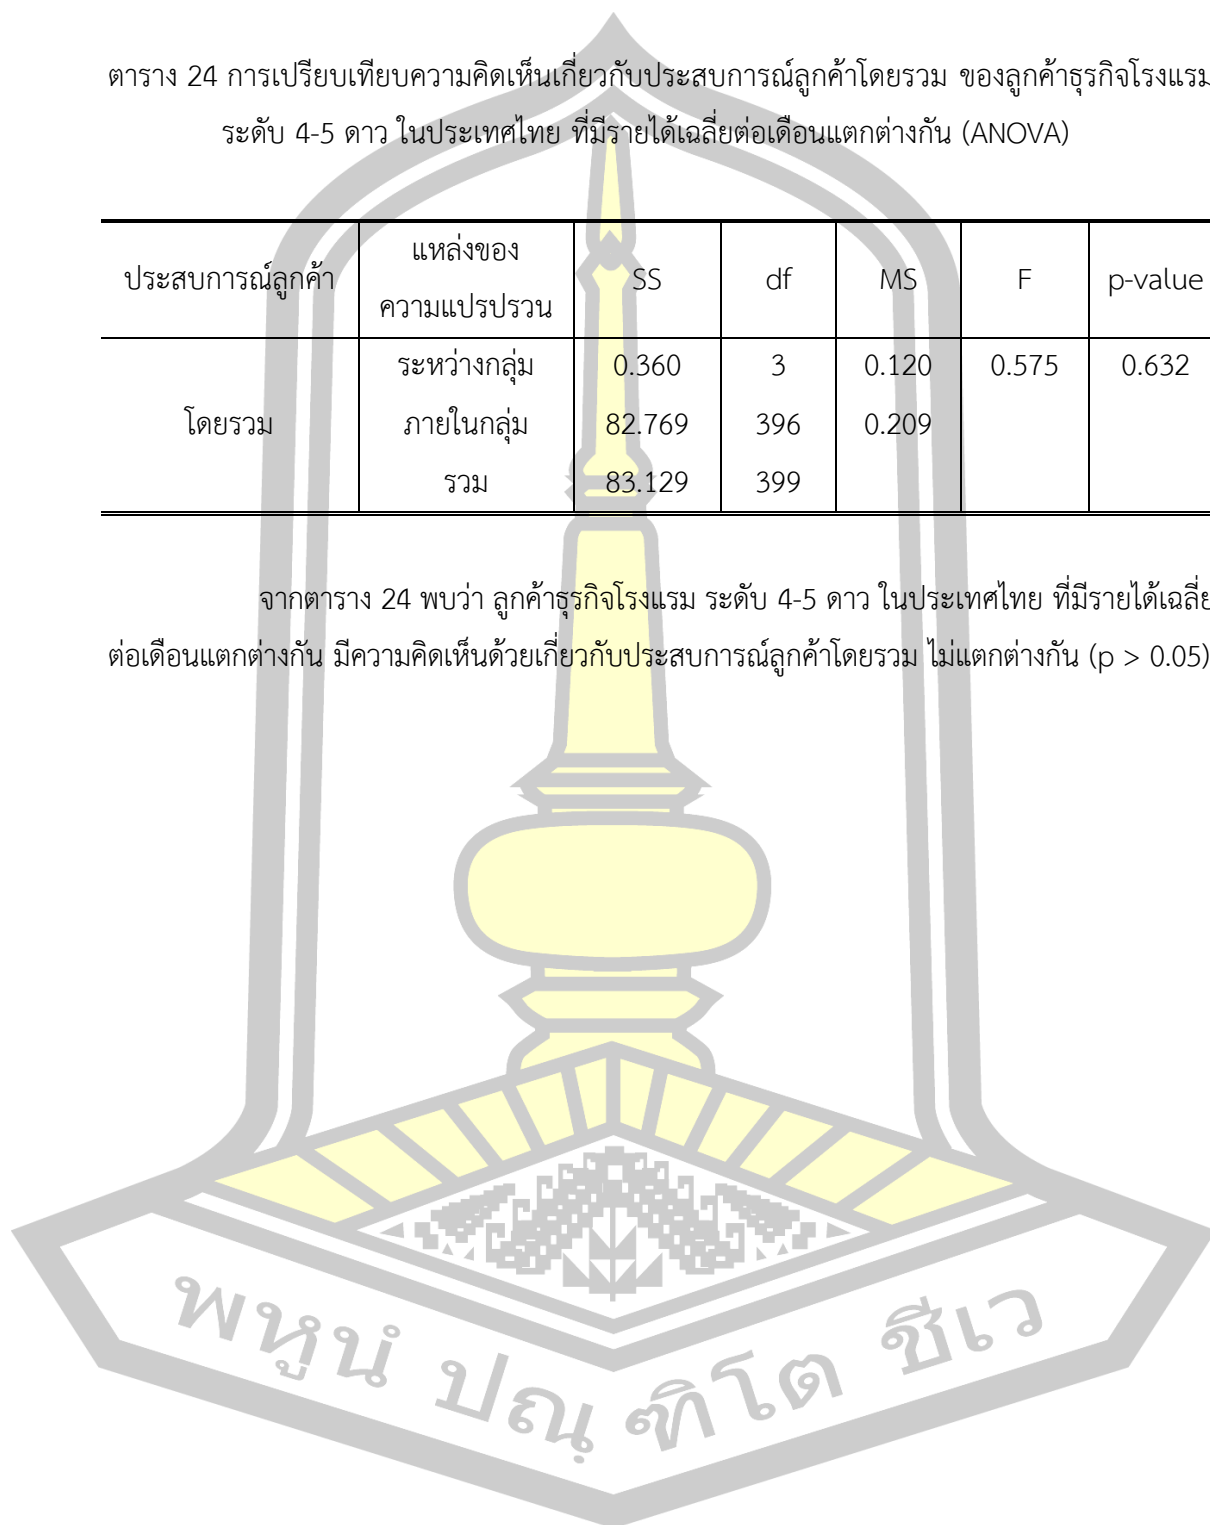 ตาราง 24 การเปรียบเทียบความคิดเห็นเกี่ยวกับประสบการณ์ลูกค้าโดยรวม ของลูกค้าธุรกิจโรงแรม
ระดับ 4-5 ดาว ในประเทศไทย ที่มีรายได้เฉลี่ยต่อเดือนแตกต่างกัน (ANOVA)
ประสบการณ์ลูกค้า แหล่งของ ความแปรปรวน SS df MS F p-value
ระหว่างกลุ่ม 0.360 3 0.120 0.575 0.632
โดยรวม ภายในกลุ่ม 82.769 396 0.209
รวม 83.129 399
จากตาราง 24 พบว่า ลูกค้าธุรกิจโรงแรม ระดับ 4-5 ดาว ในประเทศไทย ที่มีรายได้เฉลี่ย
ต่อเดือนแตกต่างกัน มีความคิดเห็นด้วยเกี่ยวกับประสบการณ์ลูกค้าโดยรวม ไม่แตกต่างกัน (p > 0.05)
พหูนํ ปณฺ ฑิโต ชีเว